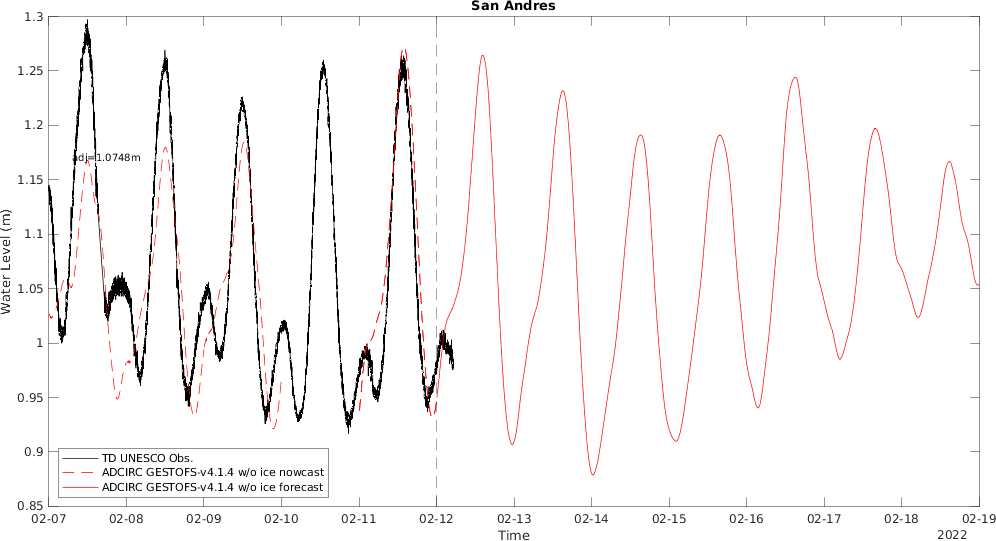 San Andres
1.3
1.25
1.2
1.15
1.1
1.05
1
0.95
0.9
0.85
Water Level (m)
adj=1.0748m
TD UNESCO Obs.
ADCIRC GESTOFS-v4.1.4 w/o ice nowcast
ADCIRC GESTOFS-v4.1.4 w/o ice forecast
02-07 02-08 02-09 02-10 02-11 02-12 02-13 02-14 02-15 02-16 02-17 02-18 02-19
Time
2022